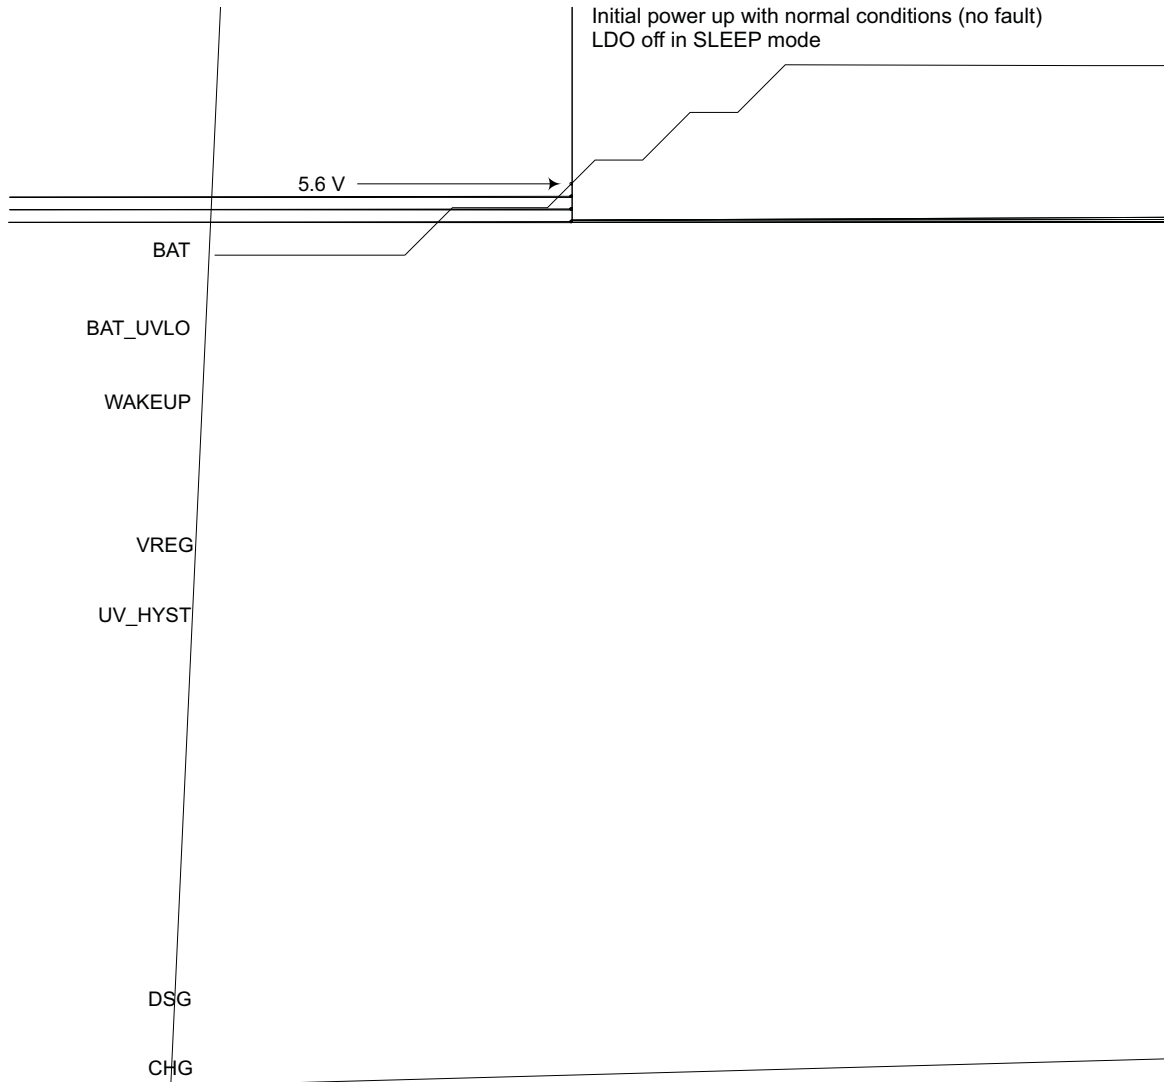 Initial power up with normal conditions (no fault)
LDO off in SLEEP mode
5.6 V
BAT
BAT_UVLO
WAKEUP
VREG
UV_HYST
DSG
CHG